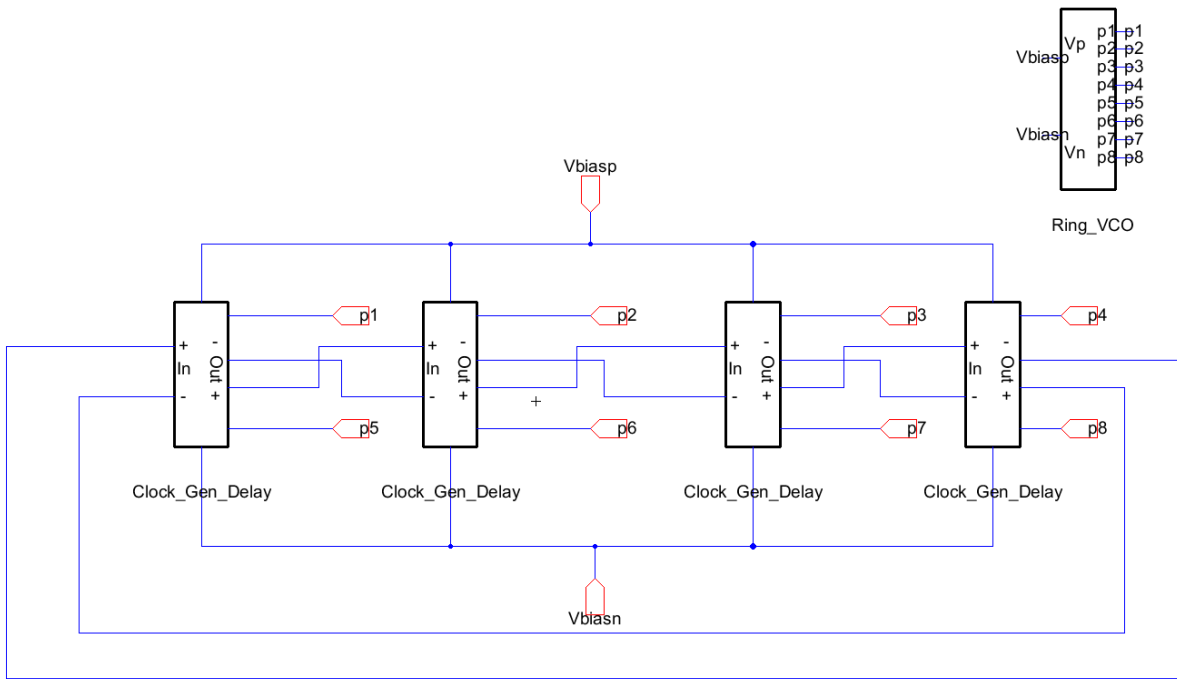 p1 p1
Vp p2 p2
Vbiasp p3 p3
p4 p4
p5 p5
p6 p6
Vbiasn p7 p7
Vn p8 p8
Ring_VCO
Vbiasp
p1 p2 p3 p4
+ - + - + - + -
In Out In Out In Out In Out
- + - + - + - +
p5 p6 p7 p8
Clock_Gen_Delay Clock_Gen_Delay Clock_Gen_Delay Clock_Gen_Delay
Vbiasn